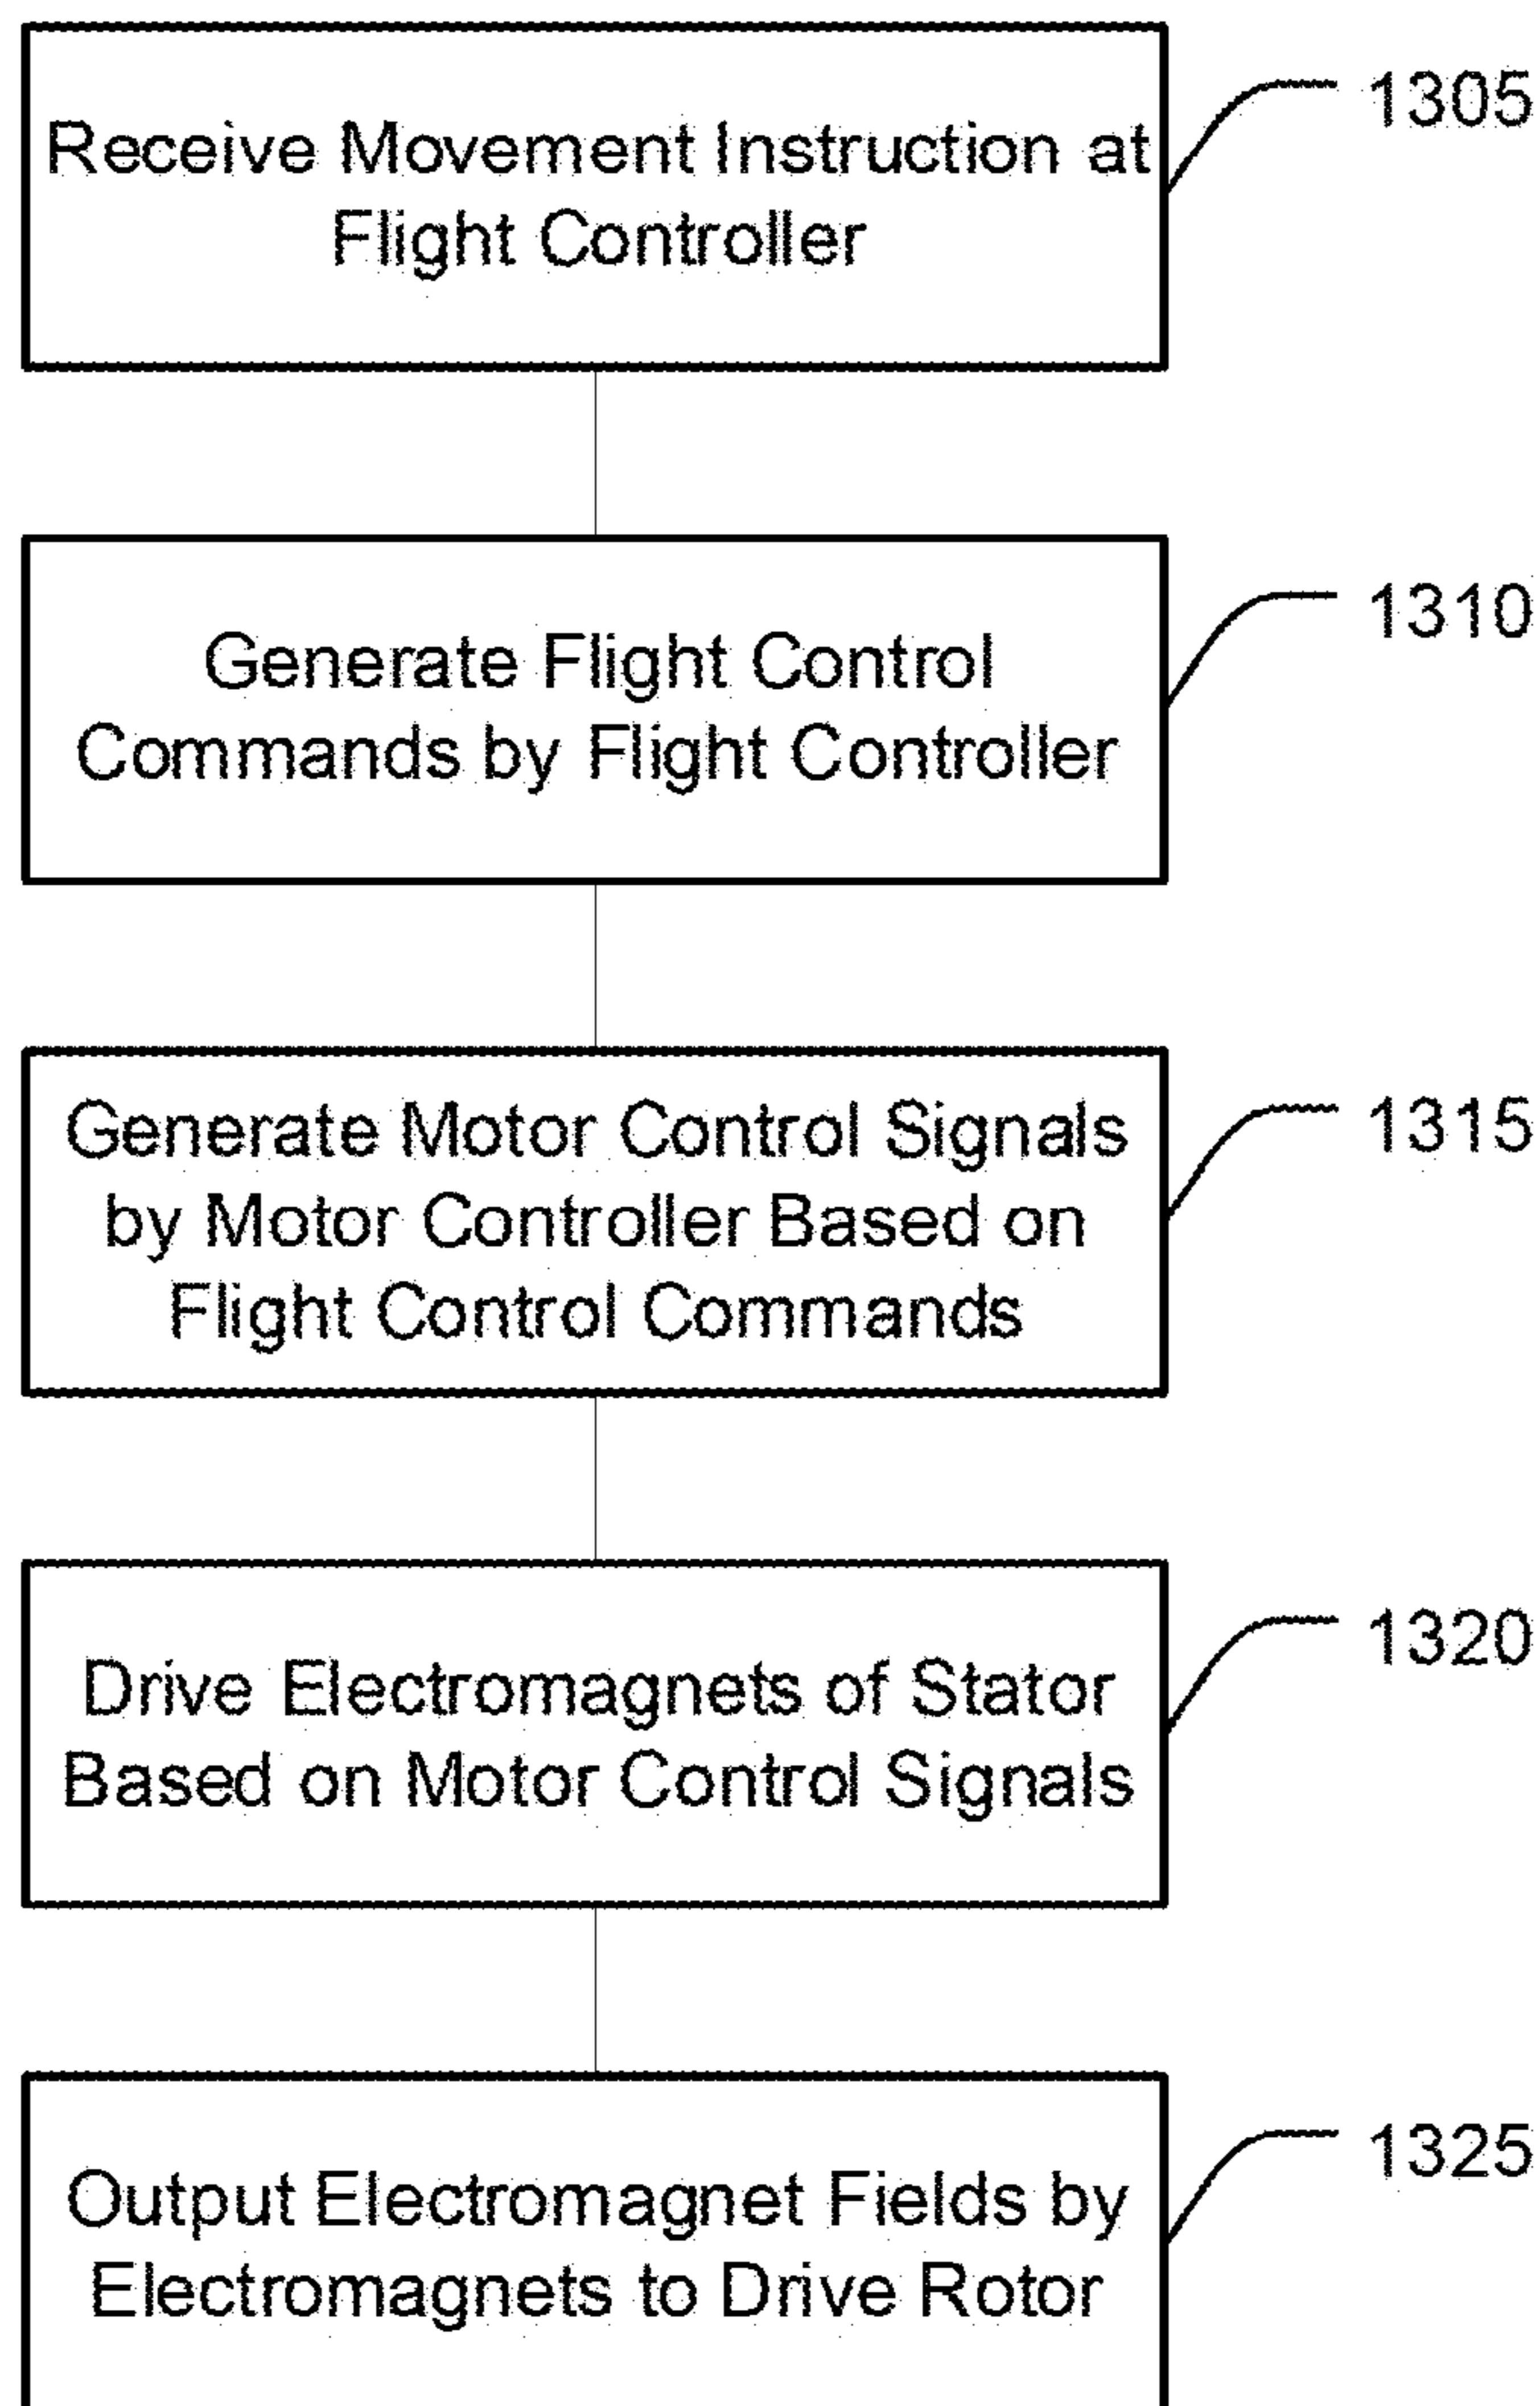 Receive Movement Instruction at
Flight Controller
1305
Generate Flight Control
Commands by Flight Controller
1310
Generate Motor Control Signals
by Motor Controller Based on
Flight Control Commands
1315
Drive Electromagnets of Stator
Based on Motor Control Signals
1320
Output Electromagnet Fields by
Electromagnets to Drive Rotor
1325